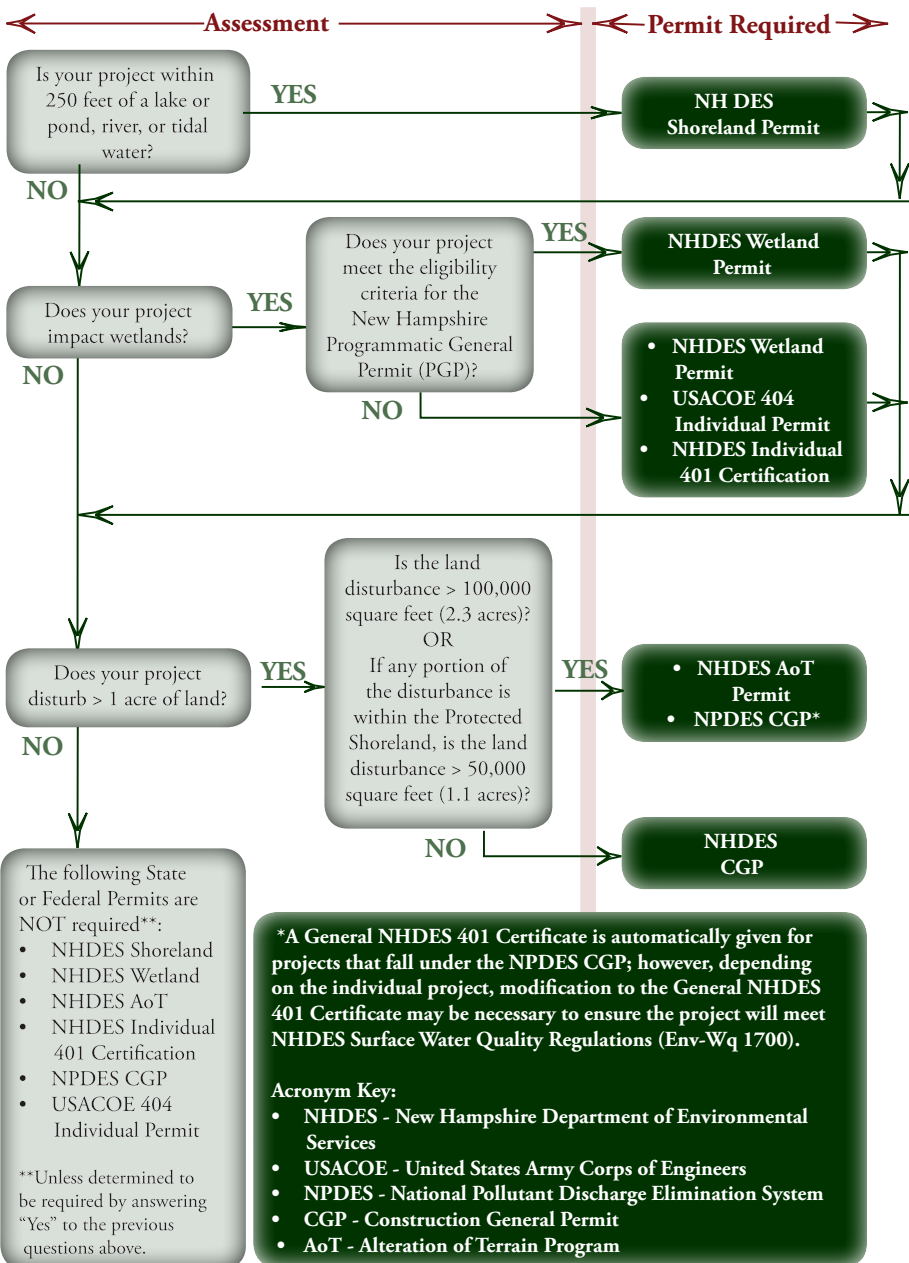 Assessment
Permit Required
Is your project within
250 feet of a lake or
pond, river, or tidal
water?
YES
NH DES
Shoreland Permit
NO
Does your project
meet the eligibility
criteria for the
New Hampshire
Programmatic General
Permit (PGP)?
YES
NHDES Wetland
Permit
Does your project
impact wetlands?
YES
NO
NO
• NHDES Wetland
Permit
• USACOE 404
Individual Permit
• NHDES Individual
401 Certification
Is the land
disturbance > 100,000
square feet (2.3 acres)?
OR
If any portion of
the disturbance is
within the Protected
Shoreland, is the land
disturbance > 50,000
square feet (1.1 acres)?
Does your project
disturb > 1 acre of land?
YES
YES
• NHDES AoT
Permit
• NPDES CGP*
NO
NO
NHDES
CGP
The following State
or Federal Permits are
NOT required**:
• NHDES Shoreland
• NHDES Wetland
• NHDES AoT
• NHDES Individual
401 Certification
• NPDES CGP
• USACOE 404
Individual Permit
**Unless determined to
be required by answering
"Yes" to the previous
questions above.
*A General NHDES 401 Certificate is automatically given for
projects that fall under the NPDES CGP; however, depending
on the individual project, modification to the General NHDES
401 Certificate may be necessary to ensure the project will meet
NHDES Surface Water Quality Regulations (Env-Wq 1700).
Acronym Key:
• NHDES - New Hampshire Department of Environmental
Services
• USACOE - United States Army Corps of Engineers
• NPDES - National Pollutant Discharge Elimination System
• CGP - Construction General Permit
• AoT - Alteration of Terrain Program